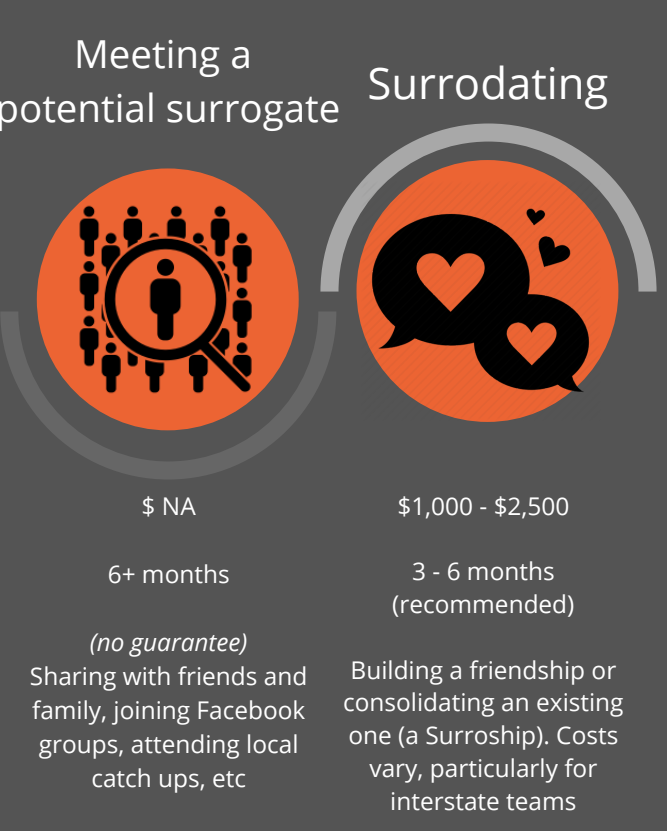 Meeting a
potential surrogate
$ NA
6+ months
(no guarantee)
Sharing with friends and
family, joining Facebook
groups, attending local
catch ups, etc
Surrodating
$1,000 - $2,500
3 - 6 months
(recommended)
Building a friendship or
consolidating an existing
one (a Surroship). Costs
vary, particularly for
interstate teams